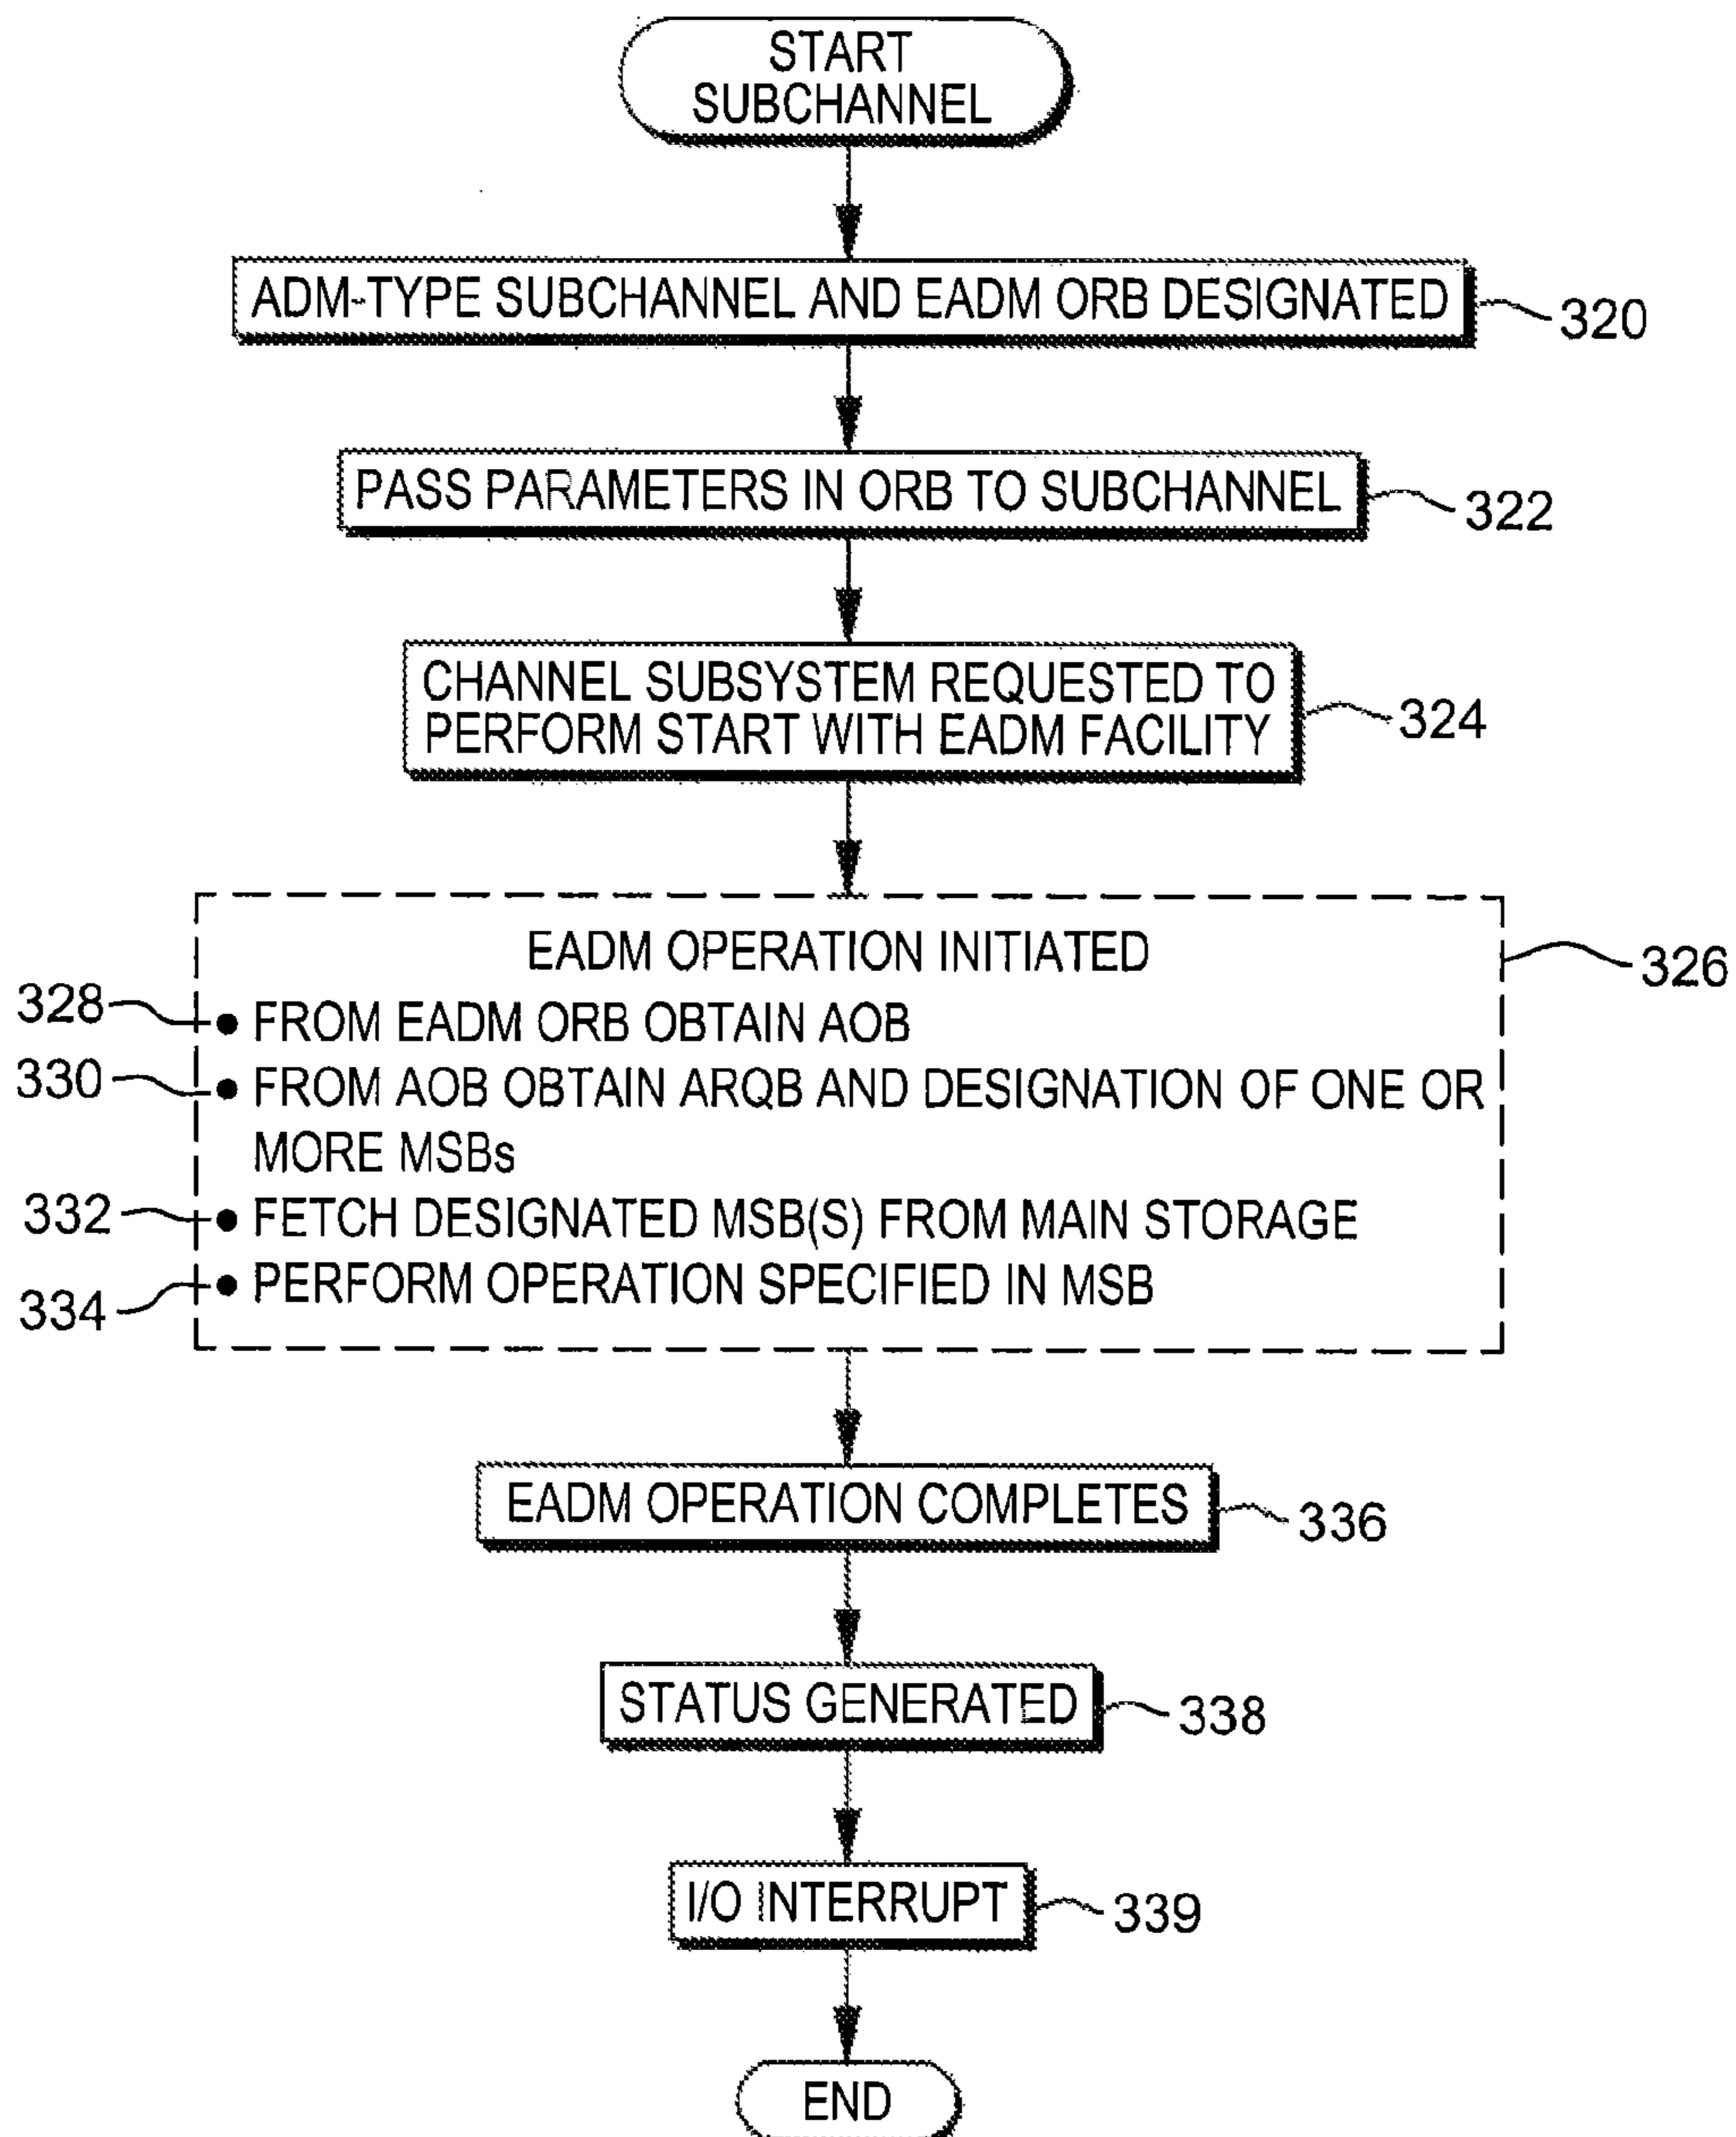 START
SUBCHANNEL
ADM-TYPE SUBCHANNEL AND EADM ORB DESIGNATED
320
PASS PARAMETERS IN ORB TO SUBCHANNEL
322
CHANNEL SUBSYSTEM REQUESTED TO
PERFORM START WITH EADM FACILITY
324
EADM OPERATION INITIATED
326
328
• FROM EADM ORB OBTAIN AOB
330
• FROM AOB OBTAIN ARQB AND DESIGNATION OF ONE OR
MORE MSBs
332
• FETCH DESIGNATED MSB(S) FROM MAIN STORAGE
334
• PERFORM OPERATION SPECIFIED IN MSB
EADM OPERATION COMPLETES
336
STATUS GENERATED
338
I/O INTERRUPT
339
END